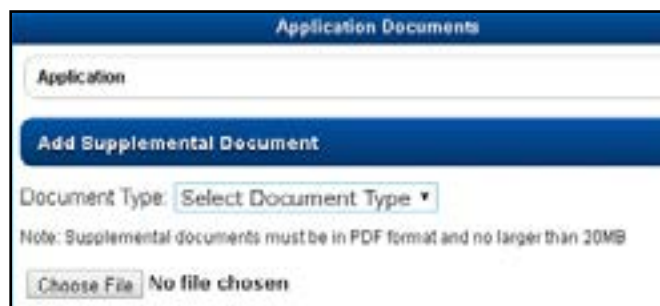 Application Documents
Application
Add Supplemental Document
Document Type: Select Document Type
Note: Supplemental documents must be in PDF format and no larger than 20MB
Choose File No file chosen